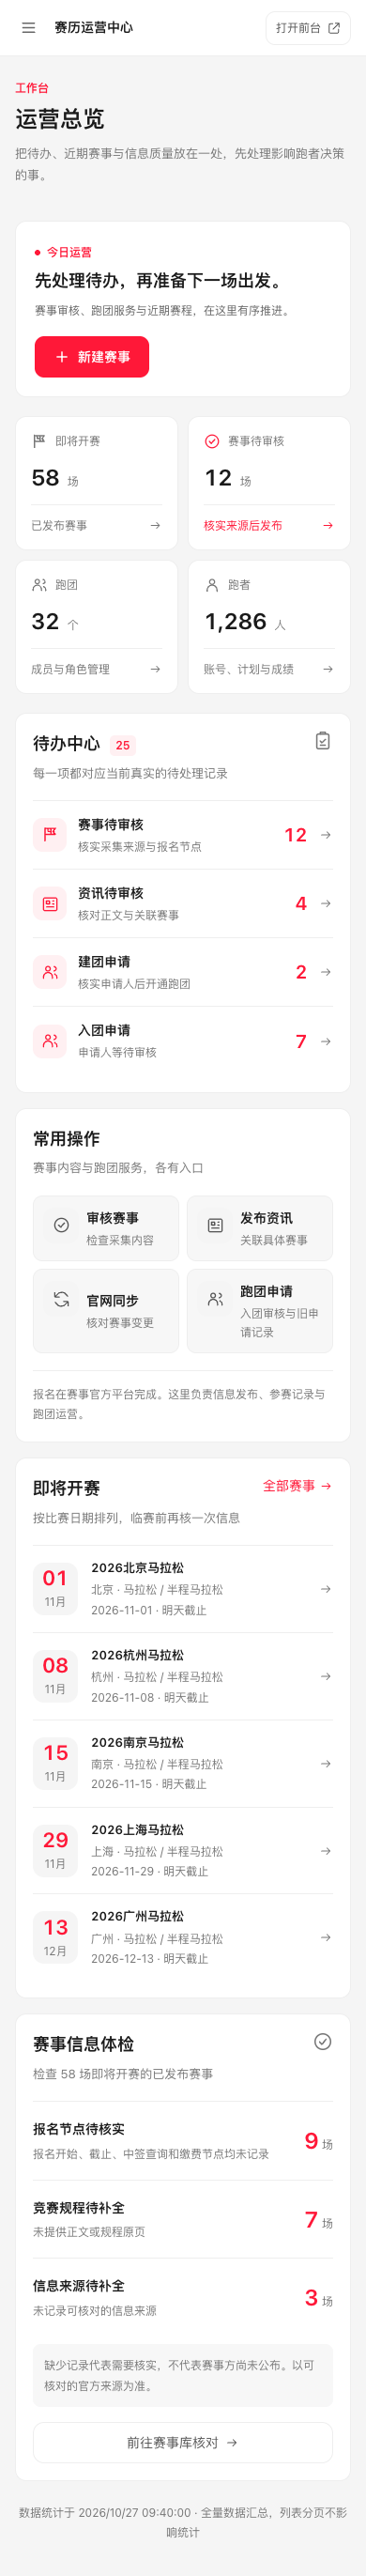 赛历运营中心
打开前台
工作台
运营总览
把待办、近期赛事与信息质量放在一处，先处理影响跑者决策
的事。
今日运营
先处理待办，再准备下一场出发。
赛事审核、跑团服务与近期赛程，在这里有序推进。
新建赛事
即将开赛
58 场
已发布赛事
赛事待审核
12 场
核实来源后发布
跑团
32 个
成员与角色管理
跑者
1,286 人
账号、计划与成绩
待办中心 25
每一项都对应当前真实的待处理记录
赛事待审核
核实采集来源与报名节点
12
资讯待审核
核对正文与关联赛事
4
建团申请
核实申请人后开通跑团
2
入团申请
申请人等待审核
7
常用操作
赛事内容与跑团服务，各有入口
审核赛事
检查采集内容
发布资讯
关联具体赛事
官网同步
核对赛事变更
跑团申请
入团审核与旧申
请记录
报名在赛事官方平台完成。这里负责信息发布、参赛记录与
跑团运营。
即将开赛
全部赛事
按比赛日期排列，临赛前再核一次信息
01
11月
2026北京马拉松
北京 · 马拉松 / 半程马拉松
2026-11-01 · 明天截止
08
11月
2026杭州马拉松
杭州 · 马拉松 / 半程马拉松
2026-11-08 · 明天截止
15
11月
2026南京马拉松
南京 · 马拉松 / 半程马拉松
2026-11-15 · 明天截止
29
11月
2026上海马拉松
上海 · 马拉松 / 半程马拉松
2026-11-29 · 明天截止
13
12月
2026广州马拉松
广州 · 马拉松 / 半程马拉松
2026-12-13 · 明天截止
赛事信息体检
检查 58 场即将开赛的已发布赛事
报名节点待核实
报名开始、截止、中签查询和缴费节点均未记录
9 场
竞赛规程待补全
未提供正文或规程原页
7 场
信息来源待补全
未记录可核对的信息来源
3 场
缺少记录代表需要核实，不代表赛事方尚未公布。以可
核对的官方来源为准。
前往赛事库核对
数据统计于 2026/10/27 09:40:00 · 全量数据汇总，列表分页不影
响统计